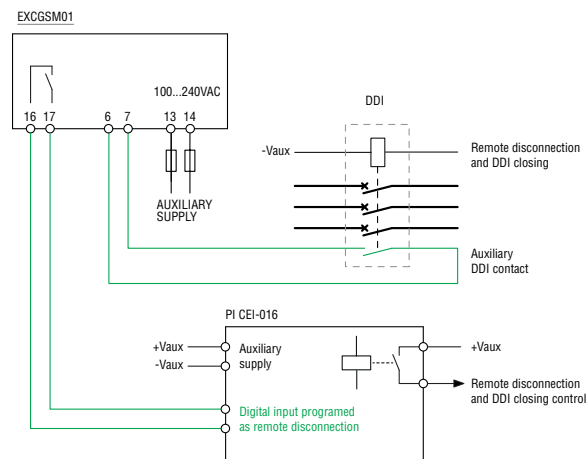 EXCGSM01
100...240VAC
16 17 6 7 13 14
AUXILIARY
SUPPLY
DDI
-Vaux
Remote disconnection
and DDI closing
Auxiliary
DDI contact
PI CEI-016
+Vaux
-Vaux
Auxiliary
supply
+Vaux
Remote disconnection
and DDI closing control
Digital input programed
as remote disconnection